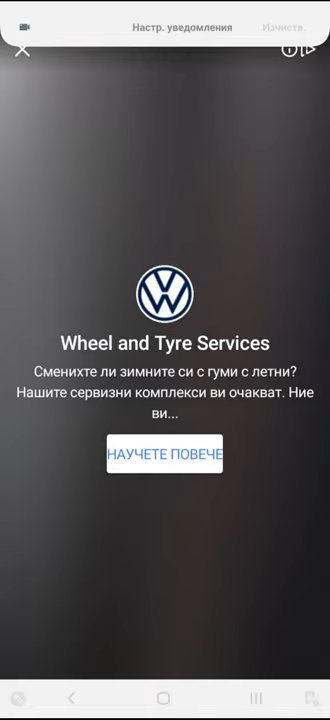 Настр. уведомления Изчиств.
Wheel and Tyre Services
Сменихте ли зимните си с гуми с летни?
Нашите сервизни комплекси ви очакват. Ние
ви...
НАУЧЕТЕ ПОВЕЧЕ